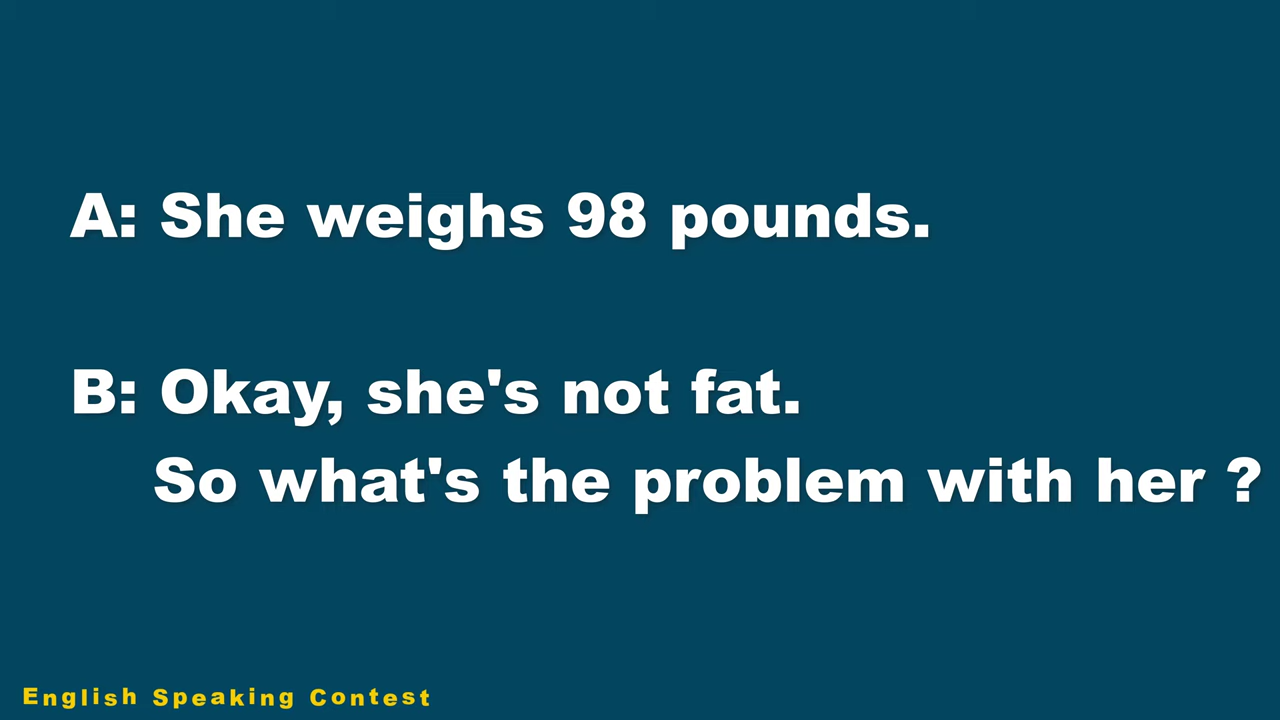 A: She weighs 98 pounds.
B: Okay, she's not fat.
So what's the problem with her ?
English Speaking Contest